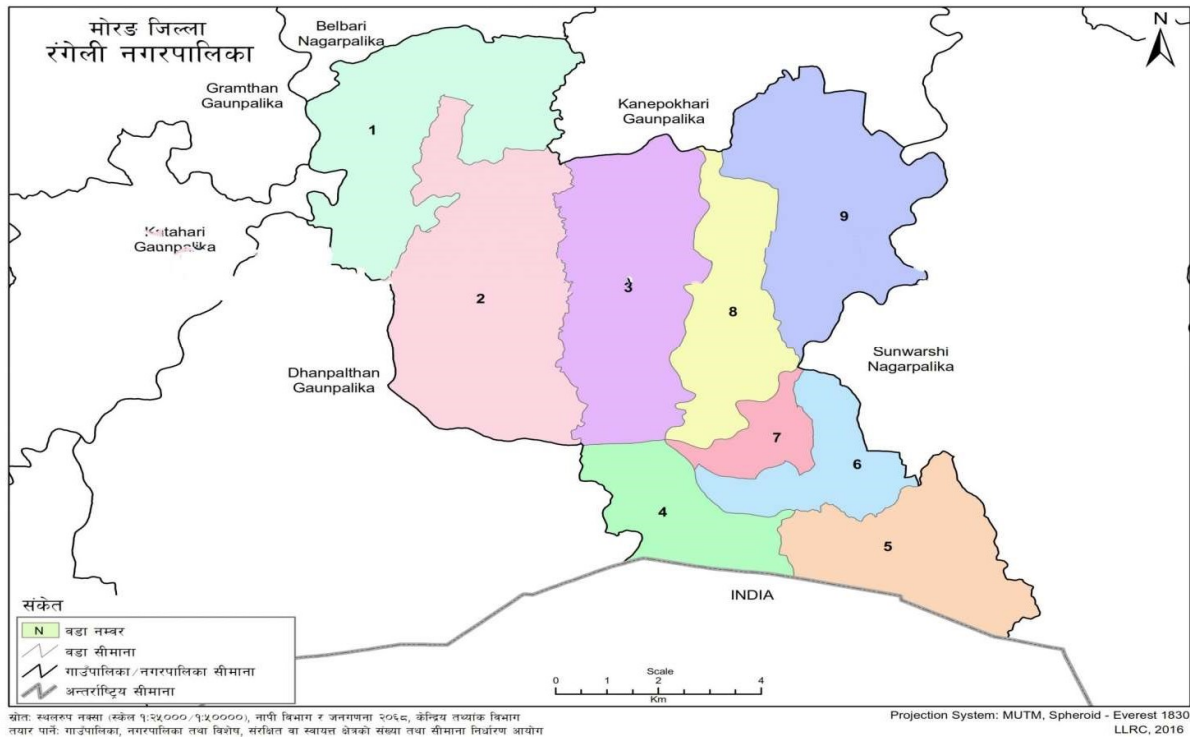 मोरङ जिल्ला
रंगेली नगरपालिका
Belbari
Nagarpalika
N
Gramthan
Gaunpalika
Kanepokhari
Gaunpalika
1
9
Katahari
Gaunpalika
2
3
8
Dhanpalthan
Gaunpalika
Sunwarshi
Nagarpalika
7
6
4
5
INDIA
संकेत
N वडा नम्बर
वडा सीमाना
गाउँपालिका/नगरपालिका सीमाना
अन्तर्राष्ट्रिय सीमाना
Scale
0 1 2 4
Km
स्रोतः स्थलरुप नक्सा (स्केल १:२५०००/१:५००००), नापी विभाग र जनगणना २०६८, केन्द्रिय तथ्यांक विभाग
तयार पार्नेः गाउँपालिका, नगरपालिका तथा विशेष, संरक्षित वा स्वायत्त क्षेत्रको संख्या तथा सीमाना निर्धारण आयोग
Projection System: MUTM, Spheroid - Everest 1830
LLRC, 2016